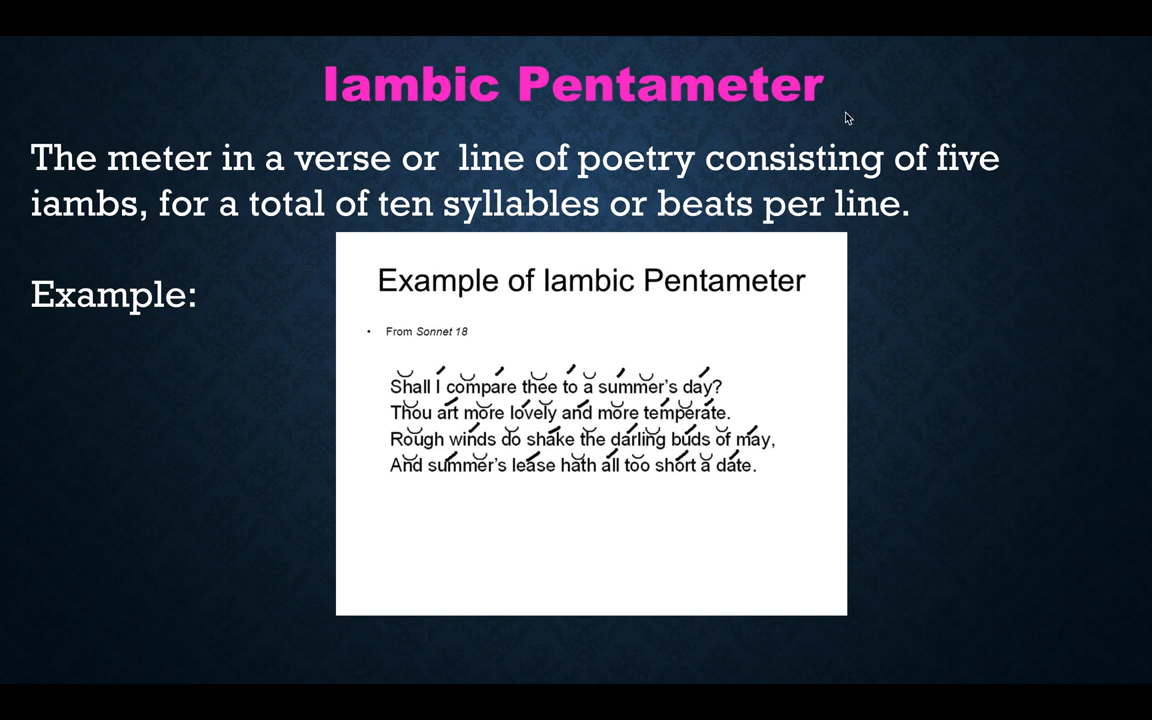 Iambic Pentameter
The meter in a verse or line of poetry consisting of five
iambs, for a total of ten syllables or beats per line.
Example:
Example of Iambic Pentameter
• From Sonnet 18
Shall I compare thee to a summer's day?
Thou art more lovely and more temperate.
Rough winds do shake the darling buds of may,
And summer's lease hath all too short a date.